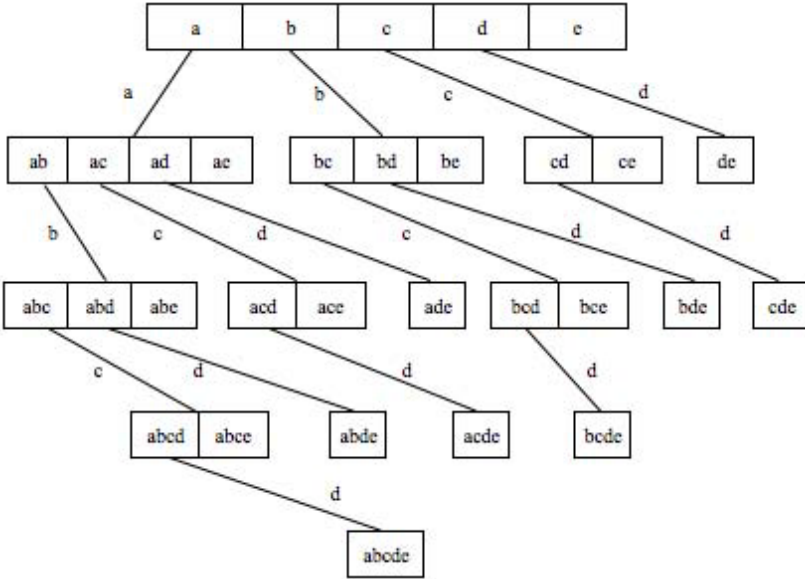 a b c d e
a b c d
ab ac ad ae bc bd be cd ce de
b c d c d d
abc abd abe acd ace ade bcd bce bde cde
c d d d
abcd abce abde acde bcde
d
abcde